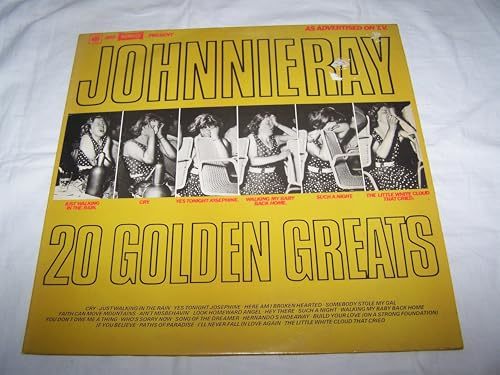 CBS AND WARWICK PRESENT
AS ADVERTISED ON T.V.
JOHNNIE RAY
JUST WALKING
IN THE RAIN.
CRY.
YES TONIGHT JOSEPHINE.
WALKING MY BABY
BACK HOME.
SUCH A NIGHT.
THE LITTLE WHITE CLOUD
THAT CRIED.
20 GOLDEN GREATS
CRY · JUST WALKING IN THE RAIN · YES TONIGHT JOSEPHINE · HERE AM I BROKEN HEARTED · SOMEBODY STOLE MY GAL
FAITH CAN MOVE MOUNTAINS · AIN'T MISBEHAVIN' · LOOK HOMEWARD ANGEL · HEY THERE · SUCH A NIGHT · WALKING MY BABY BACK HOME
YOU DON'T OWE ME A THING · WHO'S SORRY NOW · SONG OF THE DREAMER · HERNANDO'S HIDEAWAY · BUILD YOUR LOVE (ON A STRONG FOUNDATION)
IF YOU BELIEVE · PATHS OF PARADISE · I'LL NEVER FALL IN LOVE AGAIN · THE LITTLE WHITE CLOUD THAT CRIED